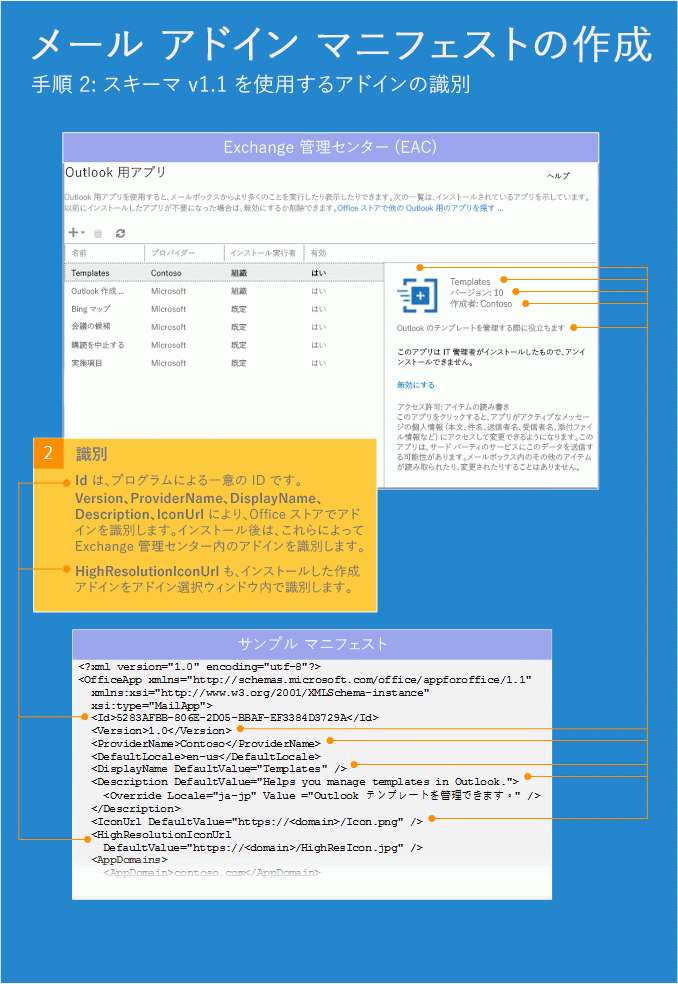 メール アドイン マニフェストの作成
手順 2: スキーマ v1.1 を使用するアドインの識別
Exchange 管理センター (EAC)
Outlook 用アプリ
ヘルプ
Outlook 用アプリを使用すると、メールボックスからより多くのことを実行したり表示したりできます。次の一覧は、インストールされているアプリを示しています。
以前にインストールしたアプリが不要になった場合は、無効にするか削除できます。Office ストアで他の Outlook 用のアプリを探す ...
名前 プロバイダー インストール実行者 有効
Templates Contoso 組織 はい
Outlook 作成 ... Microsoft 組織 はい
Bing マップ Microsoft 既定 はい
会議の候補 Microsoft 既定 はい
購読を中止する Microsoft 既定 はい
実施項目 Microsoft 既定 はい
Templates
バージョン: 10
作成者: Contoso
Outlook のテンプレートを管理する際に役立ちます
このアプリは IT 管理者がインストールしたもので、アンイ
ンストールできません。
無効にする
アクセス許可: アイテムの読み書き
このアプリをクリックすると、アプリがアクティブなメッセー
ジの個人情報 (本文、件名、送信者名、受信者名、添付ファイ
ル情報など) にアクセスして変更できるようになります。この
アプリは、サード パーティのサービスにこのデータを送信す
る可能性があります。メールボックス内のその他のアイテム
が読み取られたり、変更されたりすることはありません。
2 識別
Id は、プログラムによる一意の ID です。
Version、ProviderName、DisplayName、
Description、IconUrl により、Office ストアでアド
インを識別します。インストール後は、これらによって
Exchange 管理センター内のアドインを識別します。
HighResolutionIconUrl も、インストールした作成
アドインをアドイン選択ウィンドウ内で識別します。
サンプル マニフェスト
<?xml version="1.0" encoding="utf-8"?>
<OfficeApp xmlns="http://schemas.microsoft.com/office/appforoffice/1.1"
xmlns:xsi="http://www.w3.org/2001/XMLSchema-instance"
xsi:type="MailApp">
<Id>5283AFBB-806E-2D05-BBAF-EF3384D3729A</Id>
<Version>1.0</Version>
<ProviderName>Contoso</ProviderName>
<DefaultLocale>en-us</DefaultLocale>
<DisplayName DefaultValue="Templates" />
<Description DefaultValue="Helps you manage templates in Outlook.">
<Override Locale="ja-jp" Value ="Outlook テンプレートを管理できます。" />
</Description>
<IconUrl DefaultValue="https://<domain>/Icon.png" />
<HighResolutionIconUrl
DefaultValue="https://<domain>/HighResIcon.jpg" />
<AppDomains>
<AppDomain>contoso.com</AppDomain>